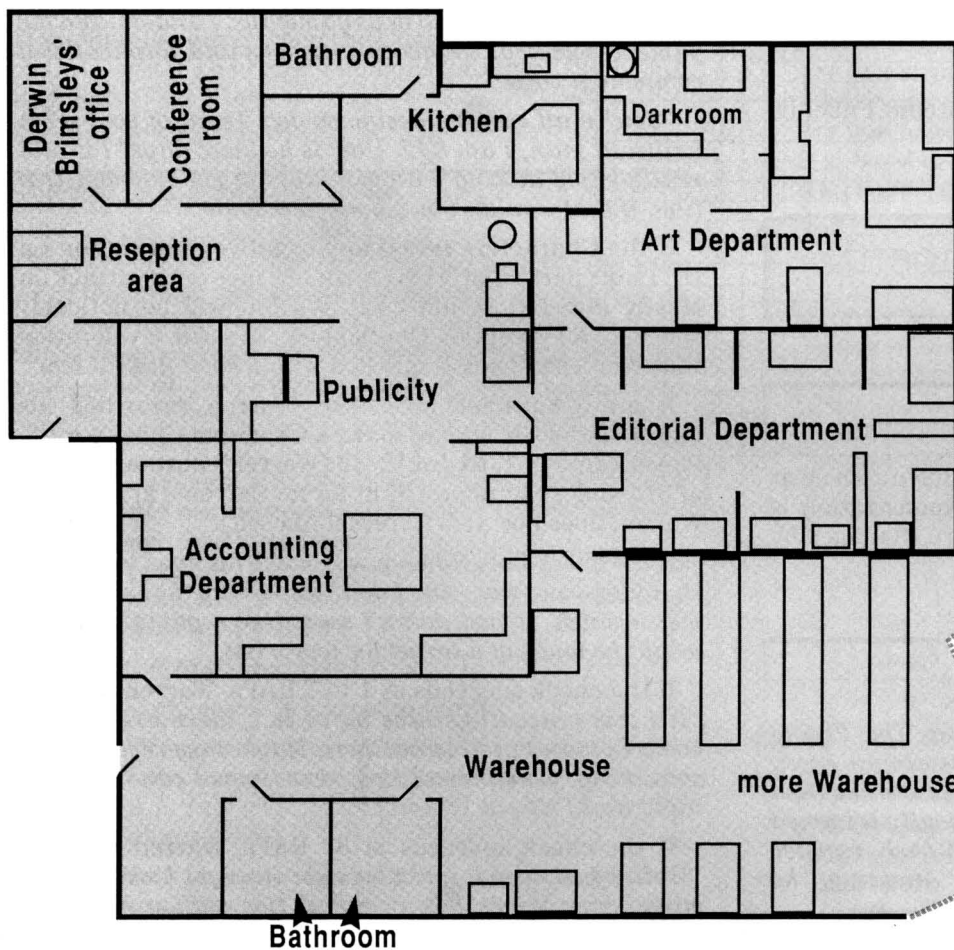 Derwin
Brimsleys'
office
Conference
room
Bathroom
Kitchen
Darkroom
Reseption
area
Art Department
Publicity
Editorial Department
Accounting
Department
Warehouse
more Warehouse
Bathroom